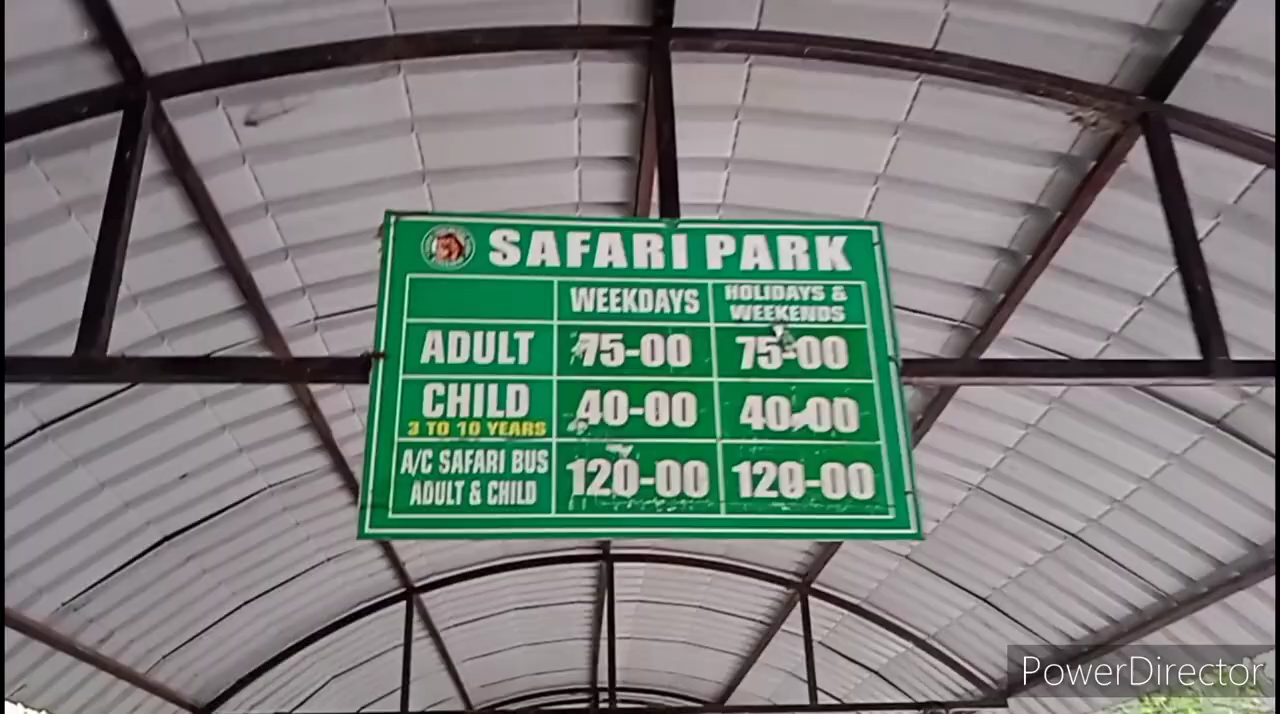 SAFARI PARK
WEEKDAYS HOLIDAYS & WEEKENDS
ADULT 75-00 75-00
CHILD 40-00 40-00
3 TO 10 YEARS
A/C SAFARI BUS
ADULT & CHILD 120-00 120-00
PowerDirector